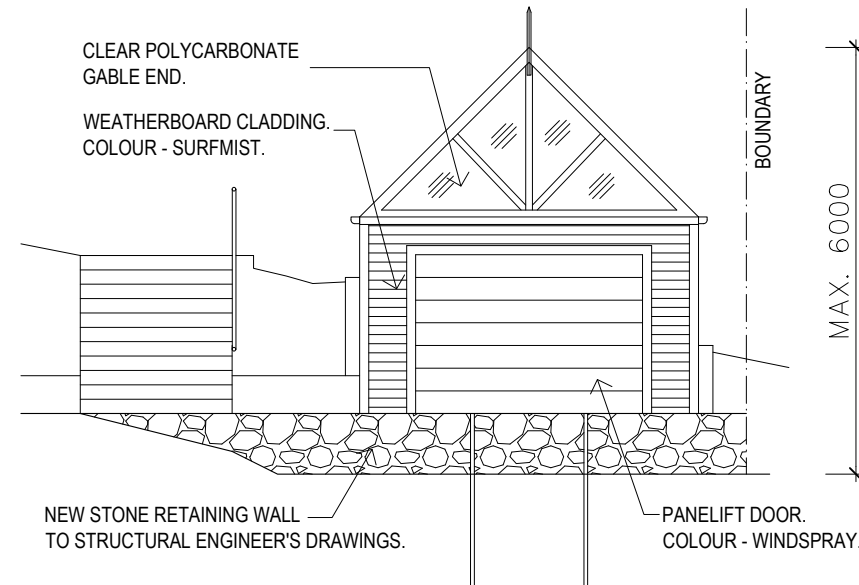 CLEAR POLYCARBONATE
GABLE END.
WEATHERBOARD CLADDING.
COLOUR - SURFMIST.
BOUNDARY
MAX. 6000
NEW STONE RETAINING WALL
TO STRUCTURAL ENGINEER'S DRAWINGS.
PANELIFT DOOR.
COLOUR - WINDSPRAY.